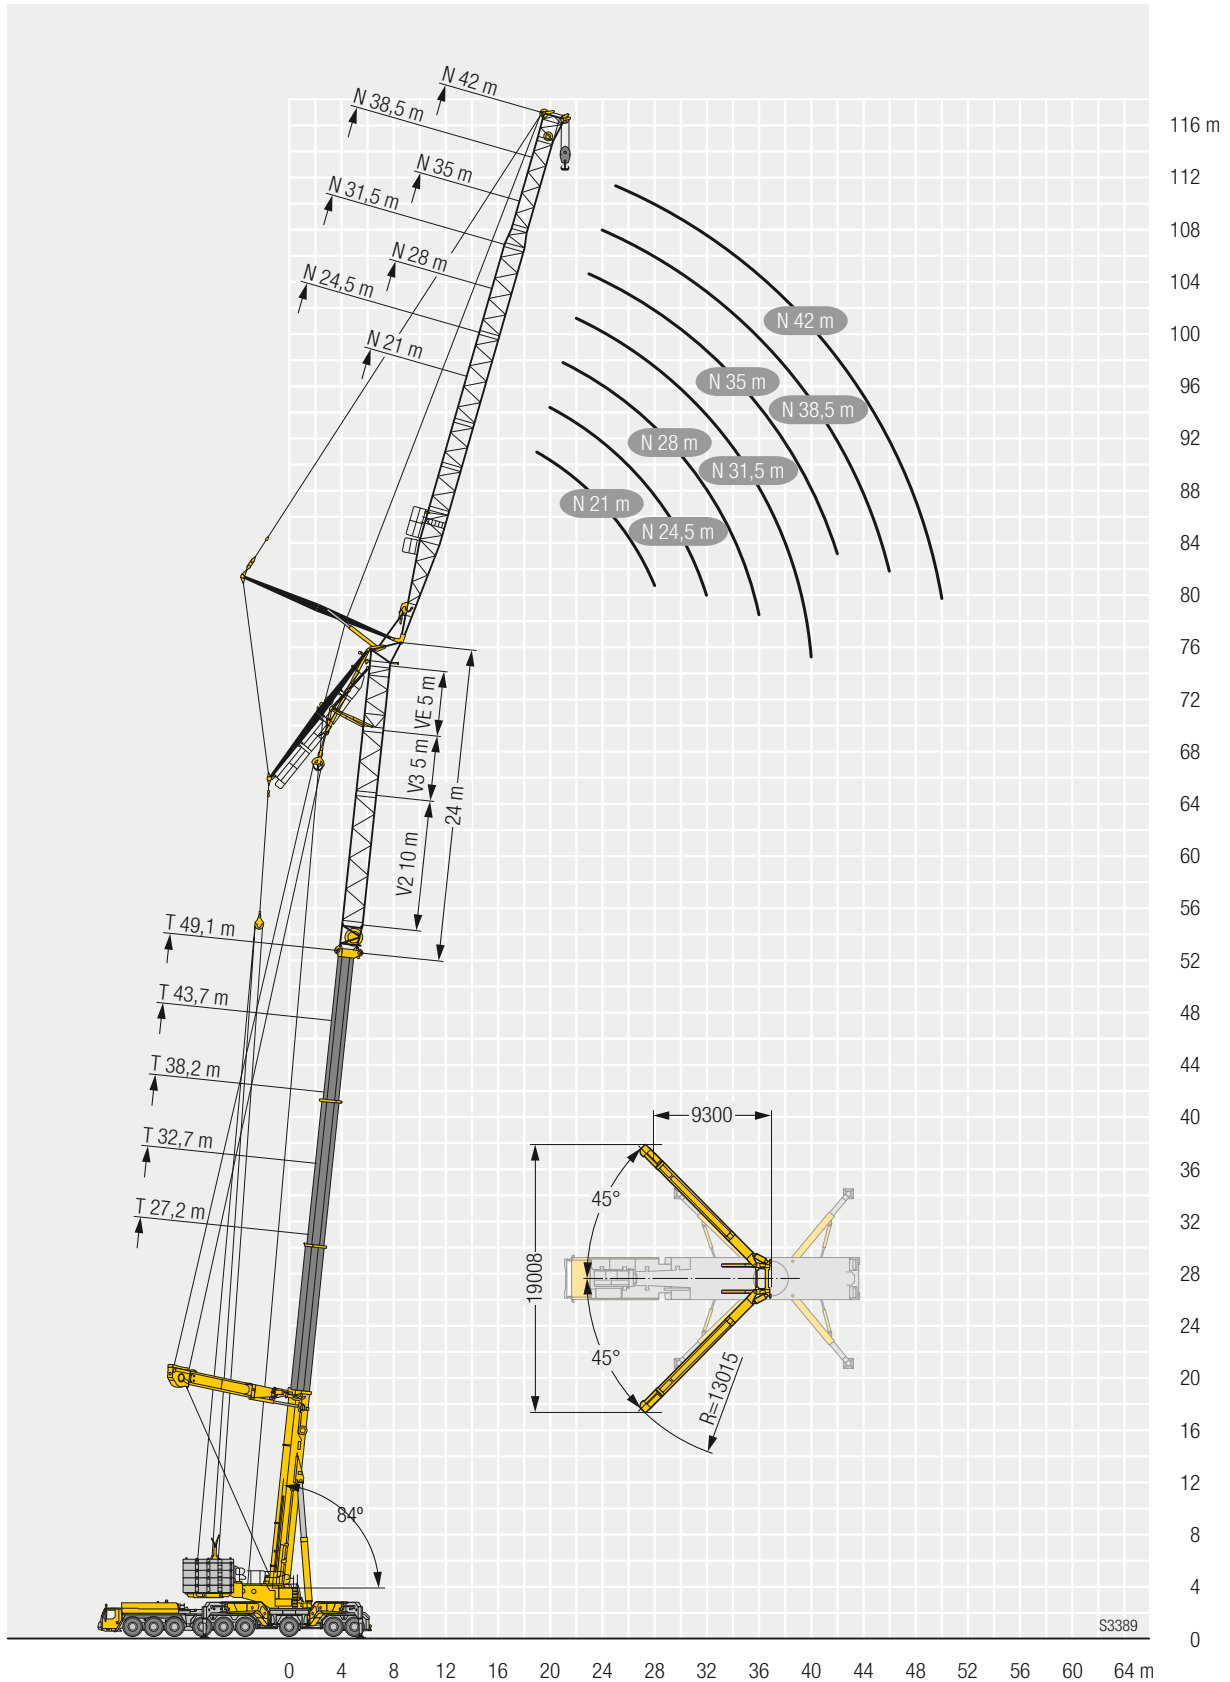 N 42 m
N 38,5 m
N 35 m
N 31,5 m
N 28 m
N 24,5 m
N 21 m
116 m
112
108
104
100
96
92
88
84
80
76
72
68
64
60
56
52
48
44
40
36
32
28
24
20
16
12
8
4
0
N 42 m
N 35 m
N 38,5 m
N 28 m
N 31,5 m
N 21 m
N 24,5 m
VE 5 m
V3 5 m
24 m
V2 10 m
T 49,1 m
T 43,7 m
T 38,2 m
T 32,7 m
T 27,2 m
9300
45°
19008
45°
R=13015
84º
S3389
0 4 8 12 16 20 24 28 32 36 40 44 48 52 56 60 64 m